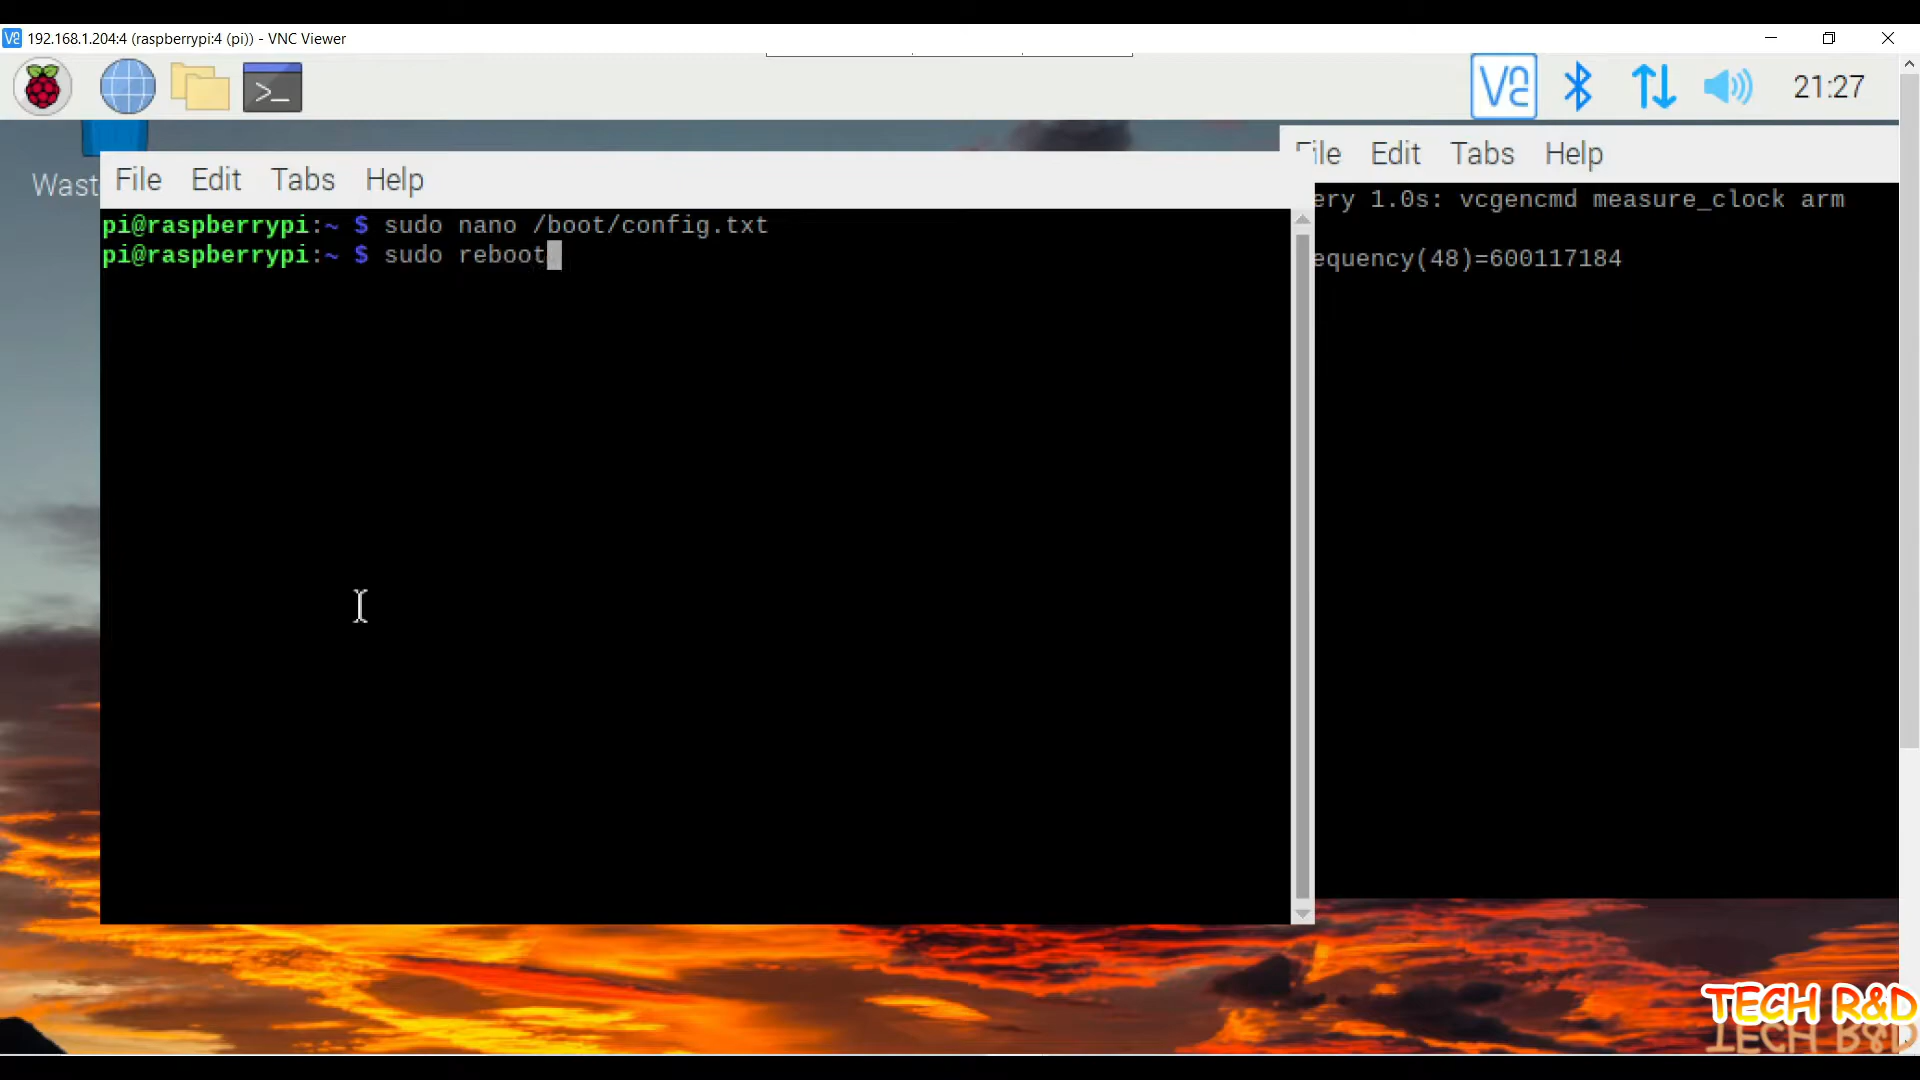 192.168.1.204:4 (raspberrypi:4 (pi)) - VNC Viewer
21:27
Wast
File Edit Tabs Help
pi@raspberrypi:~ $ sudo nano /boot/config.txt
pi@raspberrypi:~ $ sudo reboot
File Edit Tabs Help
ery 1.0s: vcgencmd measure_clock arm
equency(48)=600117184
TECH R&D